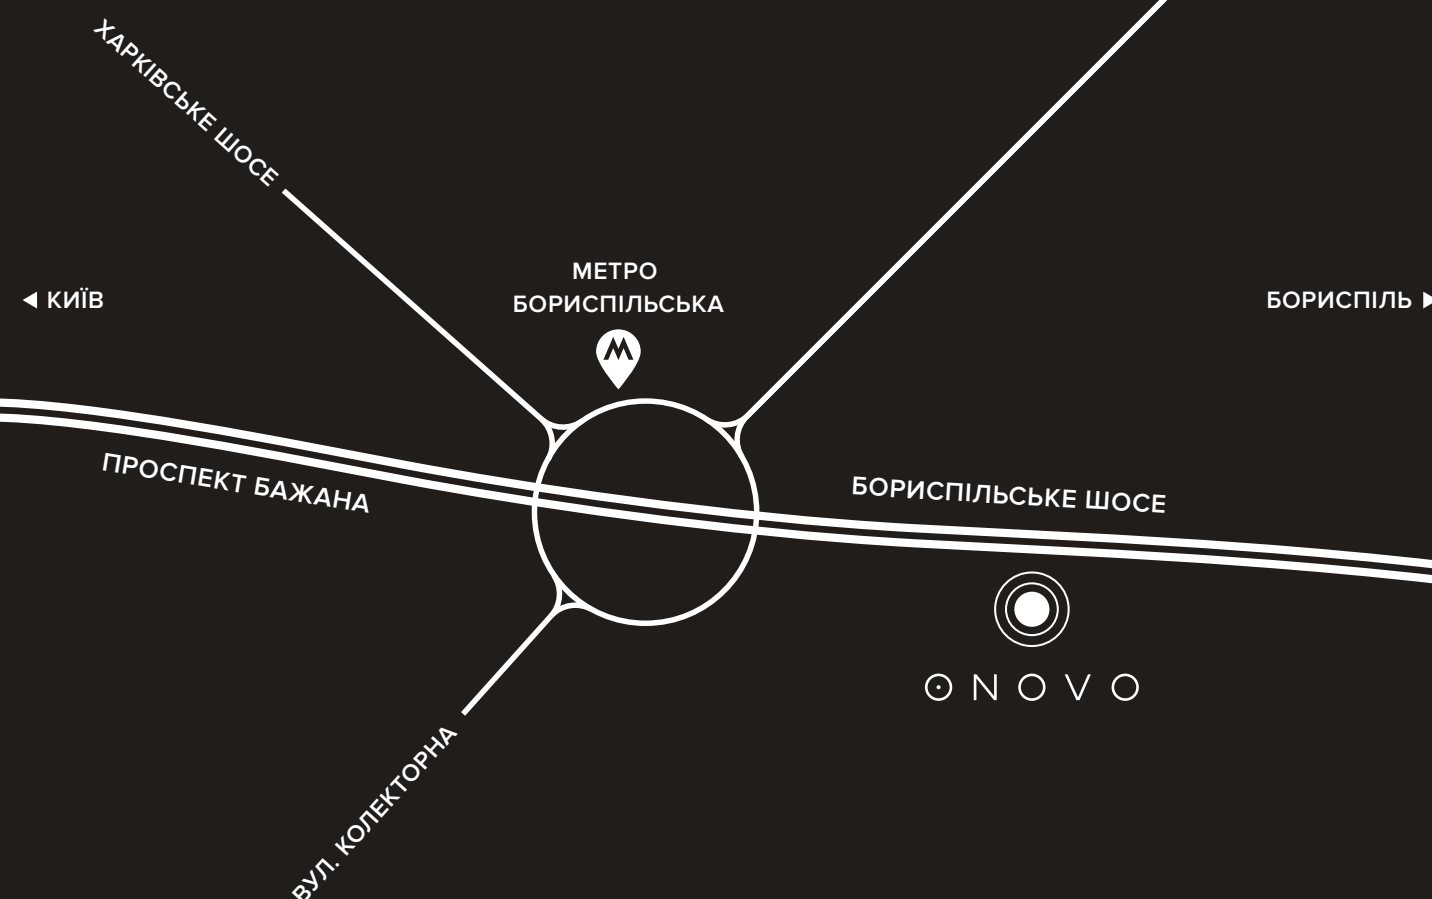 ХАРКІВСЬКЕ ШОСЕ
МЕТРО
БОРИСПІЛЬСЬКА
КИЇВ
БОРИСПІЛЬ
ПРОСПЕКТ БАЖАНА
БОРИСПІЛЬСЬКЕ ШОСЕ
ONOVO
ВУЛ. КОЛЕКТОРНА